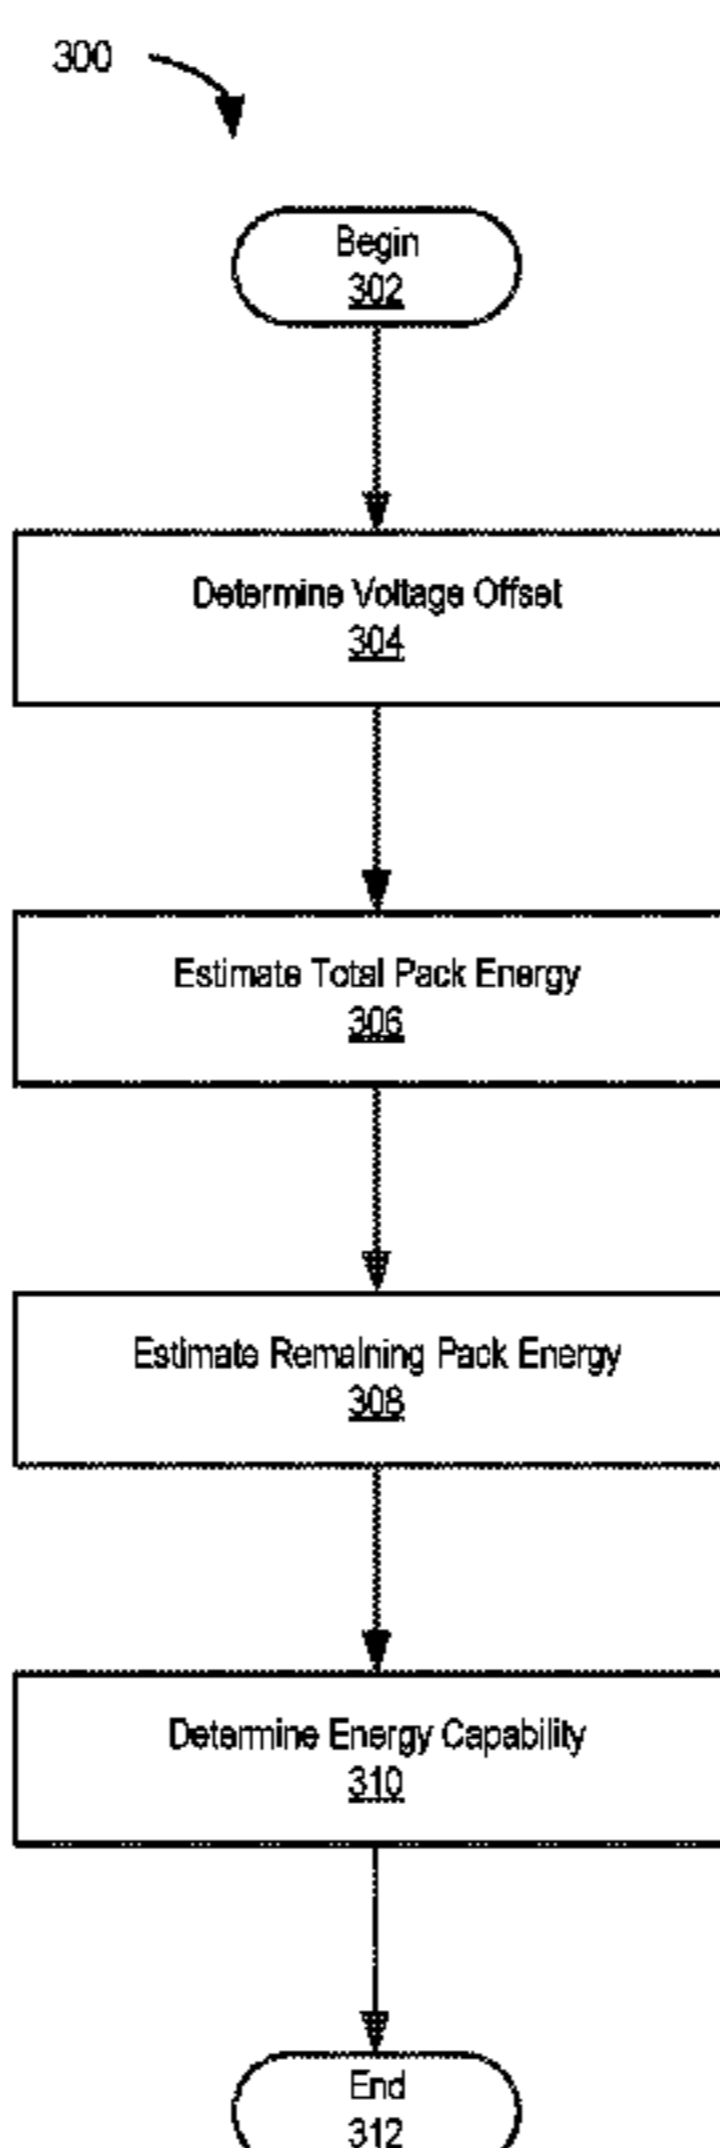 300
Begin
302
Determine Voltage Offset
304
Estimate Total Pack Energy
306
Estimate Remaining Pack Energy
308
Determine Energy Capability
310
End
312